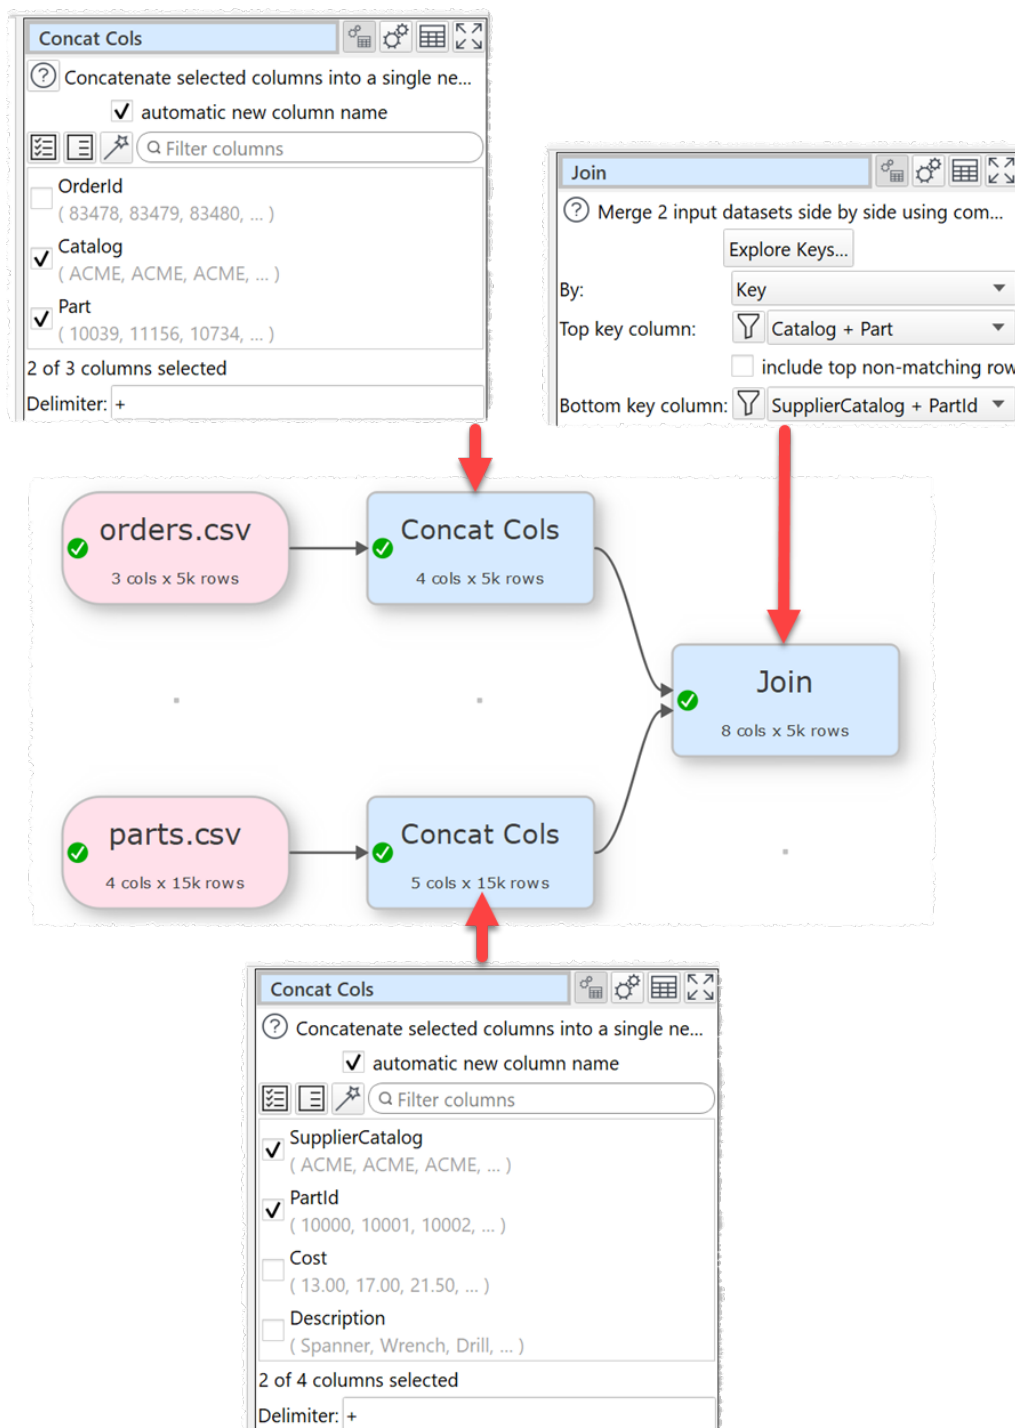 Concat Cols
Concatenate selected columns into a single ne...
automatic new column name
Filter columns
OrderId
( 83478, 83479, 83480, ... )
Catalog
( ACME, ACME, ACME, ... )
Part
( 10039, 11156, 10734, ... )
2 of 3 columns selected
Delimiter: +
Join
Merge 2 input datasets side by side using com...
Explore Keys...
By: Key
Top key column: Catalog + Part
include top non-matching row
Bottom key column: SupplierCatalog + PartId
orders.csv
3 cols x 5k rows
Concat Cols
4 cols x 5k rows
Join
8 cols x 5k rows
parts.csv
4 cols x 15k rows
Concat Cols
5 cols x 15k rows
Concat Cols
Concatenate selected columns into a single ne...
automatic new column name
Filter columns
SupplierCatalog
( ACME, ACME, ACME, ... )
PartId
( 10000, 10001, 10002, ... )
Cost
( 13.00, 17.00, 21.50, ... )
Description
( Spanner, Wrench, Drill, ... )
2 of 4 columns selected
Delimiter: +